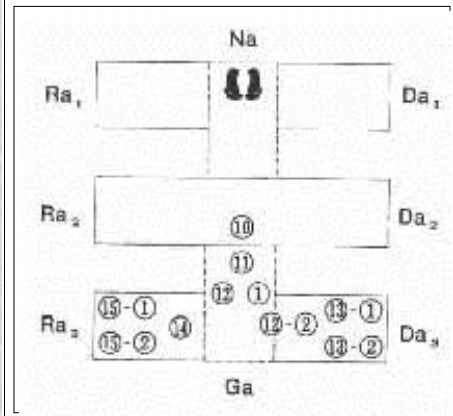 Na
Ra₁ Da₁
Ra₂ Da₂
⑩
⑪
⑫ ①
⑮-① ⑬-①
Ra₃ ⑭ ⑫-② Da₃
⑮-② ⑬-②
Ga